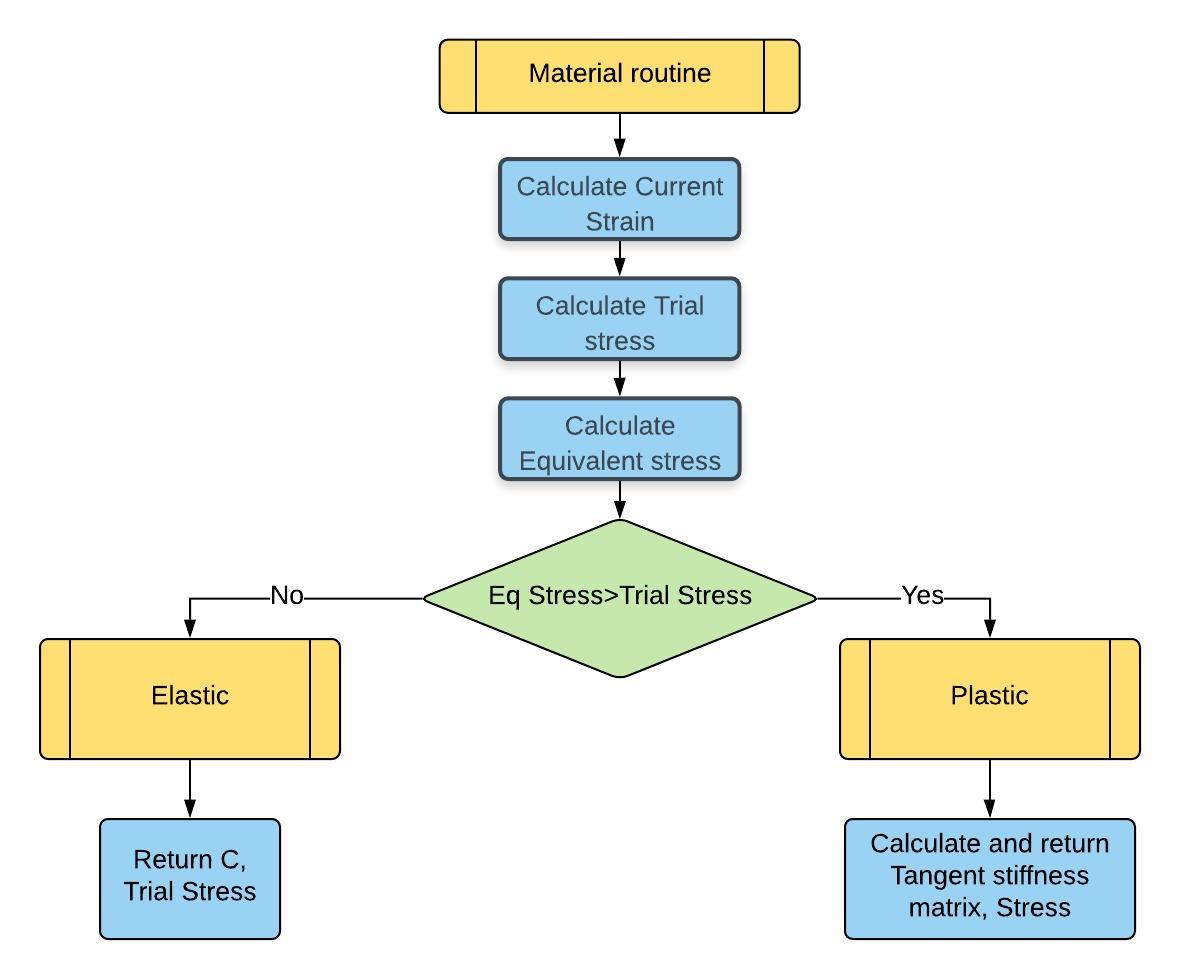 Material routine
Calculate Current
Strain
Calculate Trial
stress
Calculate
Equivalent stress
Eq Stress>Trial Stress
No
Yes
Elastic
Plastic
Return C,
Trial Stress
Calculate and return
Tangent stiffness
matrix, Stress